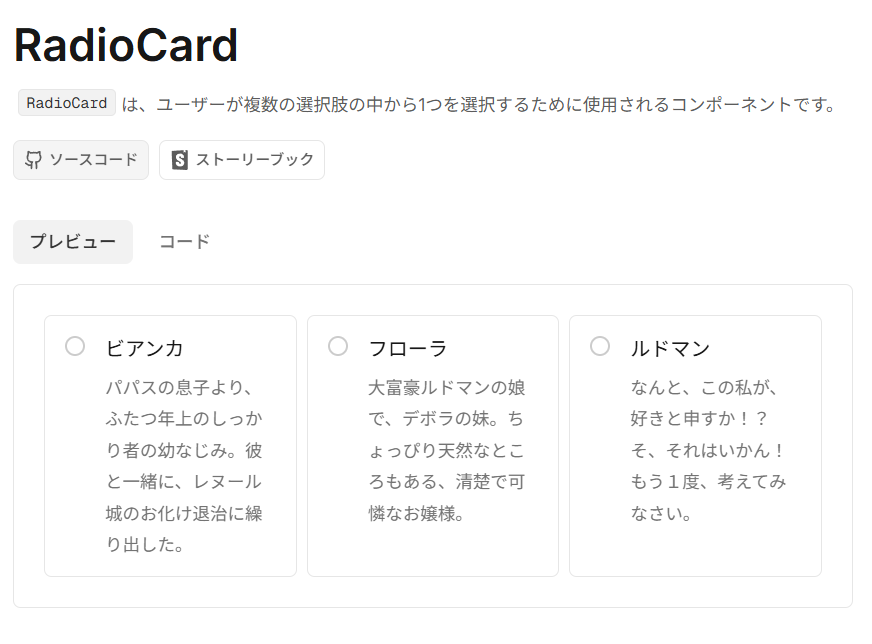 RadioCard
RadioCard は、ユーザーが複数の選択肢の中から1つを選択するために使用されるコンポーネントです。
ソースコード
ストーリーブック
プレビュー
コード
ビアンカ
パパスの息子より、
ふたつ年上のしっか
り者の幼なじみ。彼
と一緒に、レヌール
城のお化け退治に繰
り出した。
フローラ
大富豪ルドマンの娘
で、デボラの妹。ち
ょっぴり天然なとこ
ろもある、清楚で可
憐なお嬢様。
ルドマン
なんと、この私が、
好きと申すか！？
そ、それはいかん！
もう１度、考えてみ
なさい。